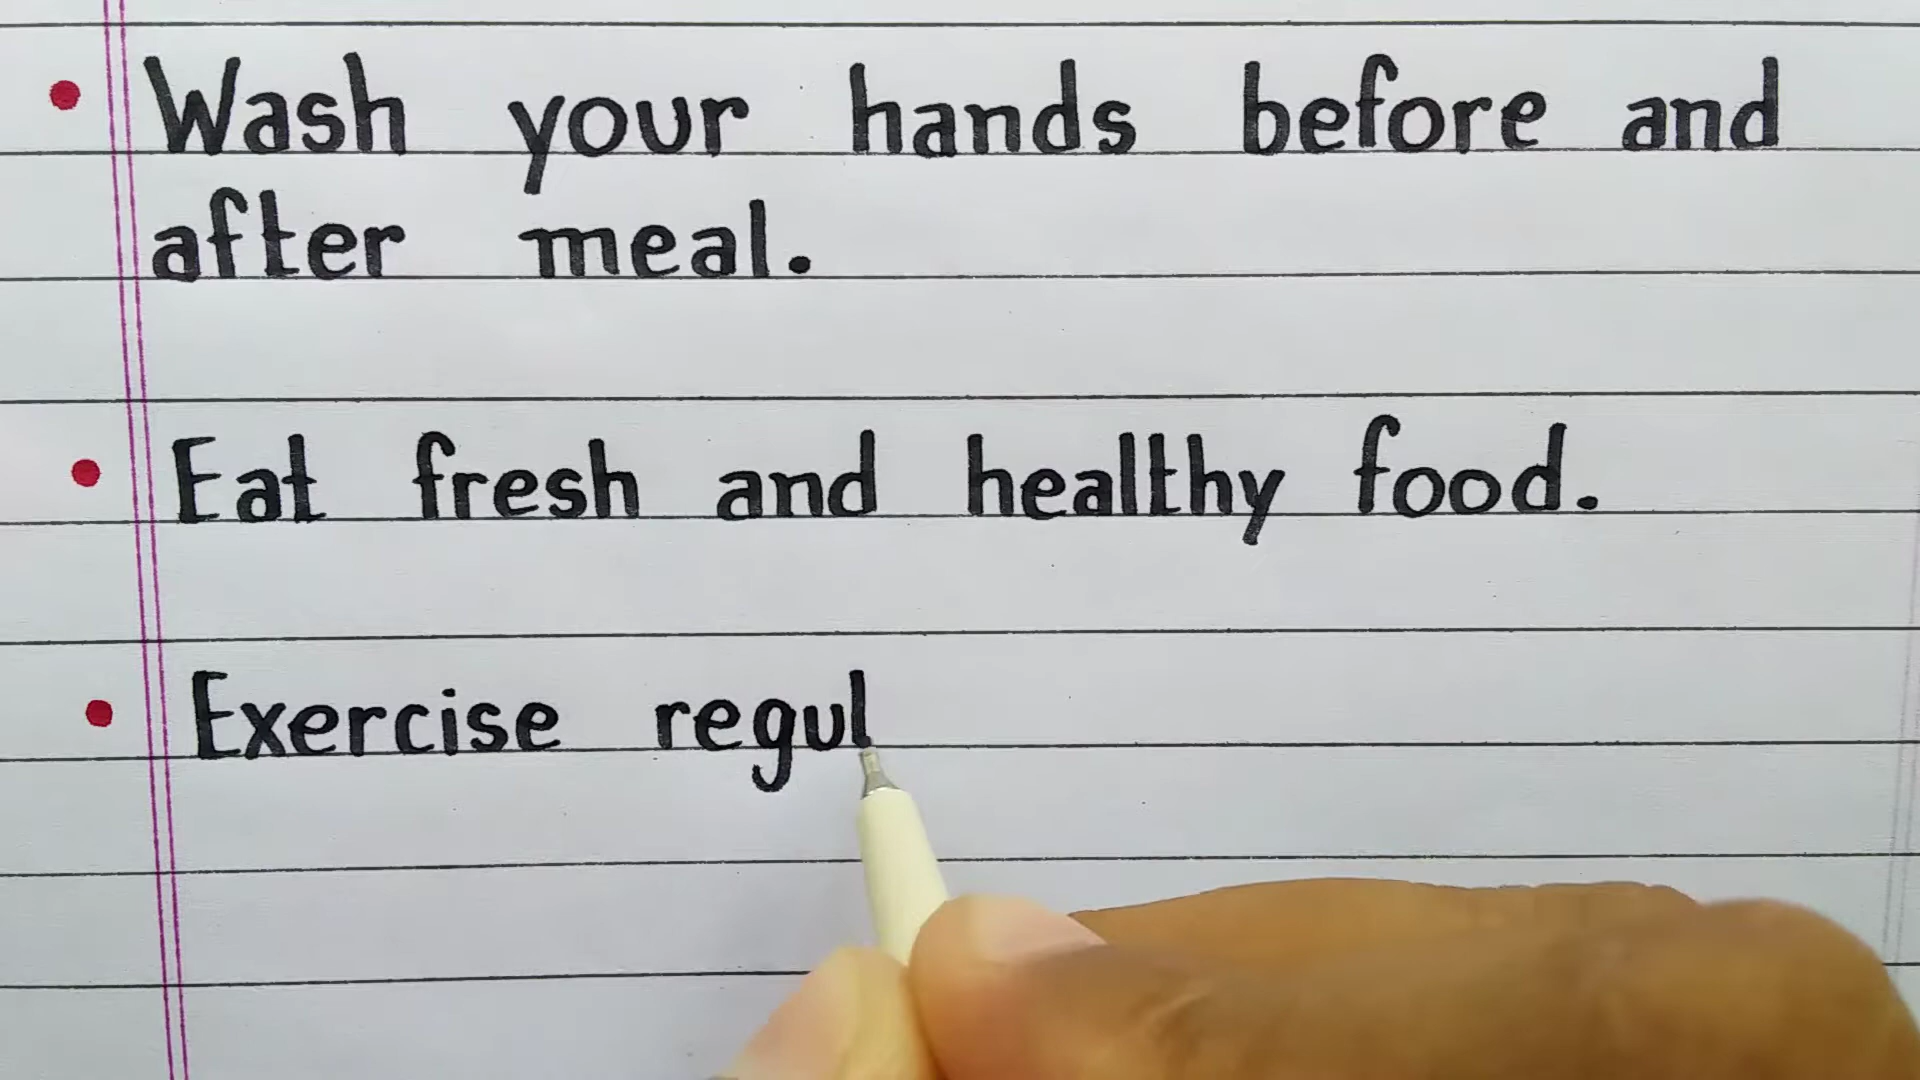 • Wash your hands before and
after meal.
• Eat fresh and healthy food.
• Exercise regul